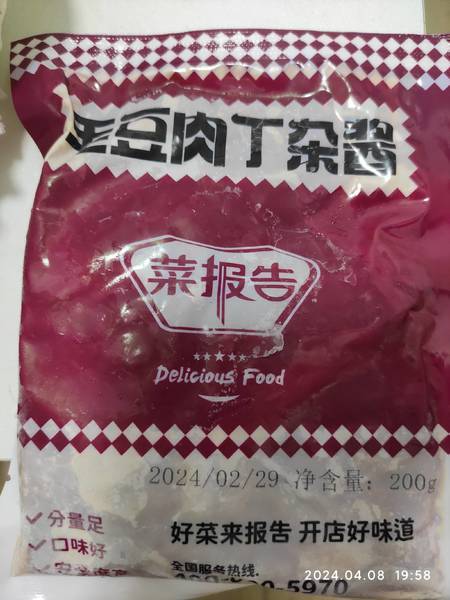 豆肉丁杂酱
菜报告
Delicious Food
2024/02/29 净含量: 200g
分量足
口味好
好菜来报告 开店好味道
全国服务热线:
5970
2024.04.08 19:58